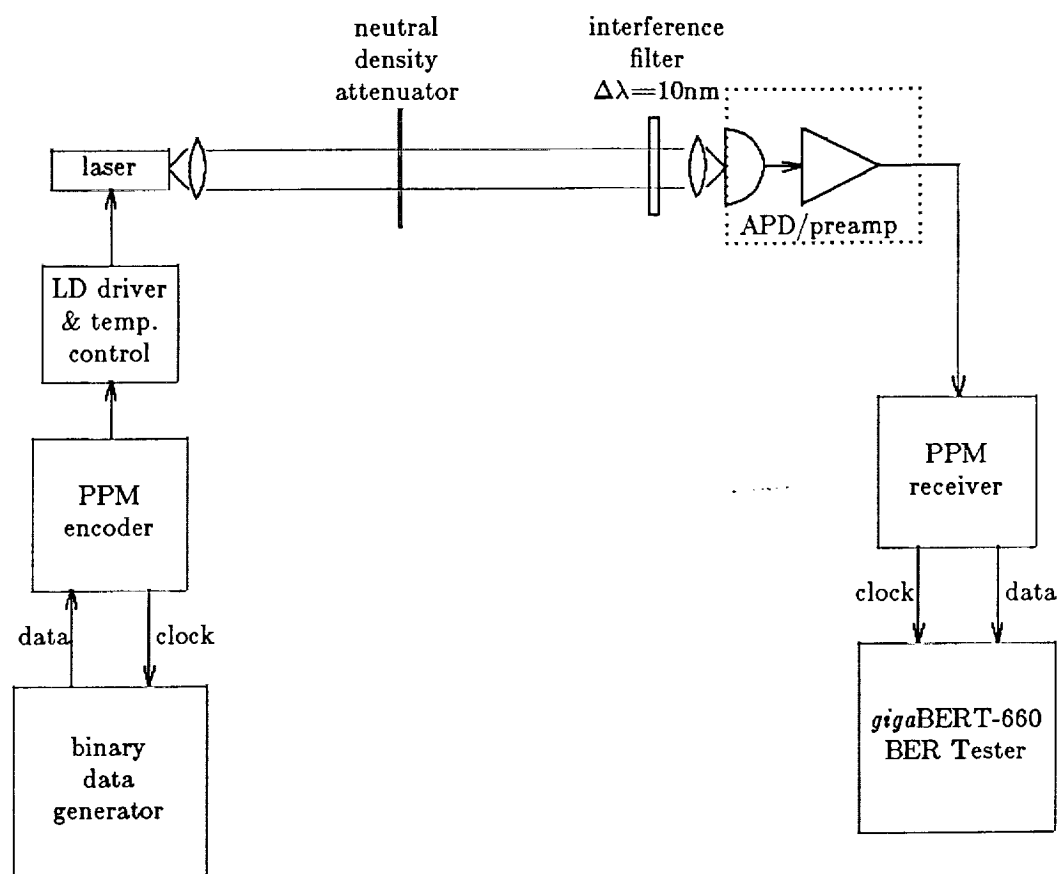 neutral
density
attenuator
interference
filter
Δλ=10nm
laser
APD/preamp
LD driver
& temp.
control
PPM
encoder
PPM
receiver
data
clock
clock
data
binary
data
generator
gigaBERT-660
BER Tester